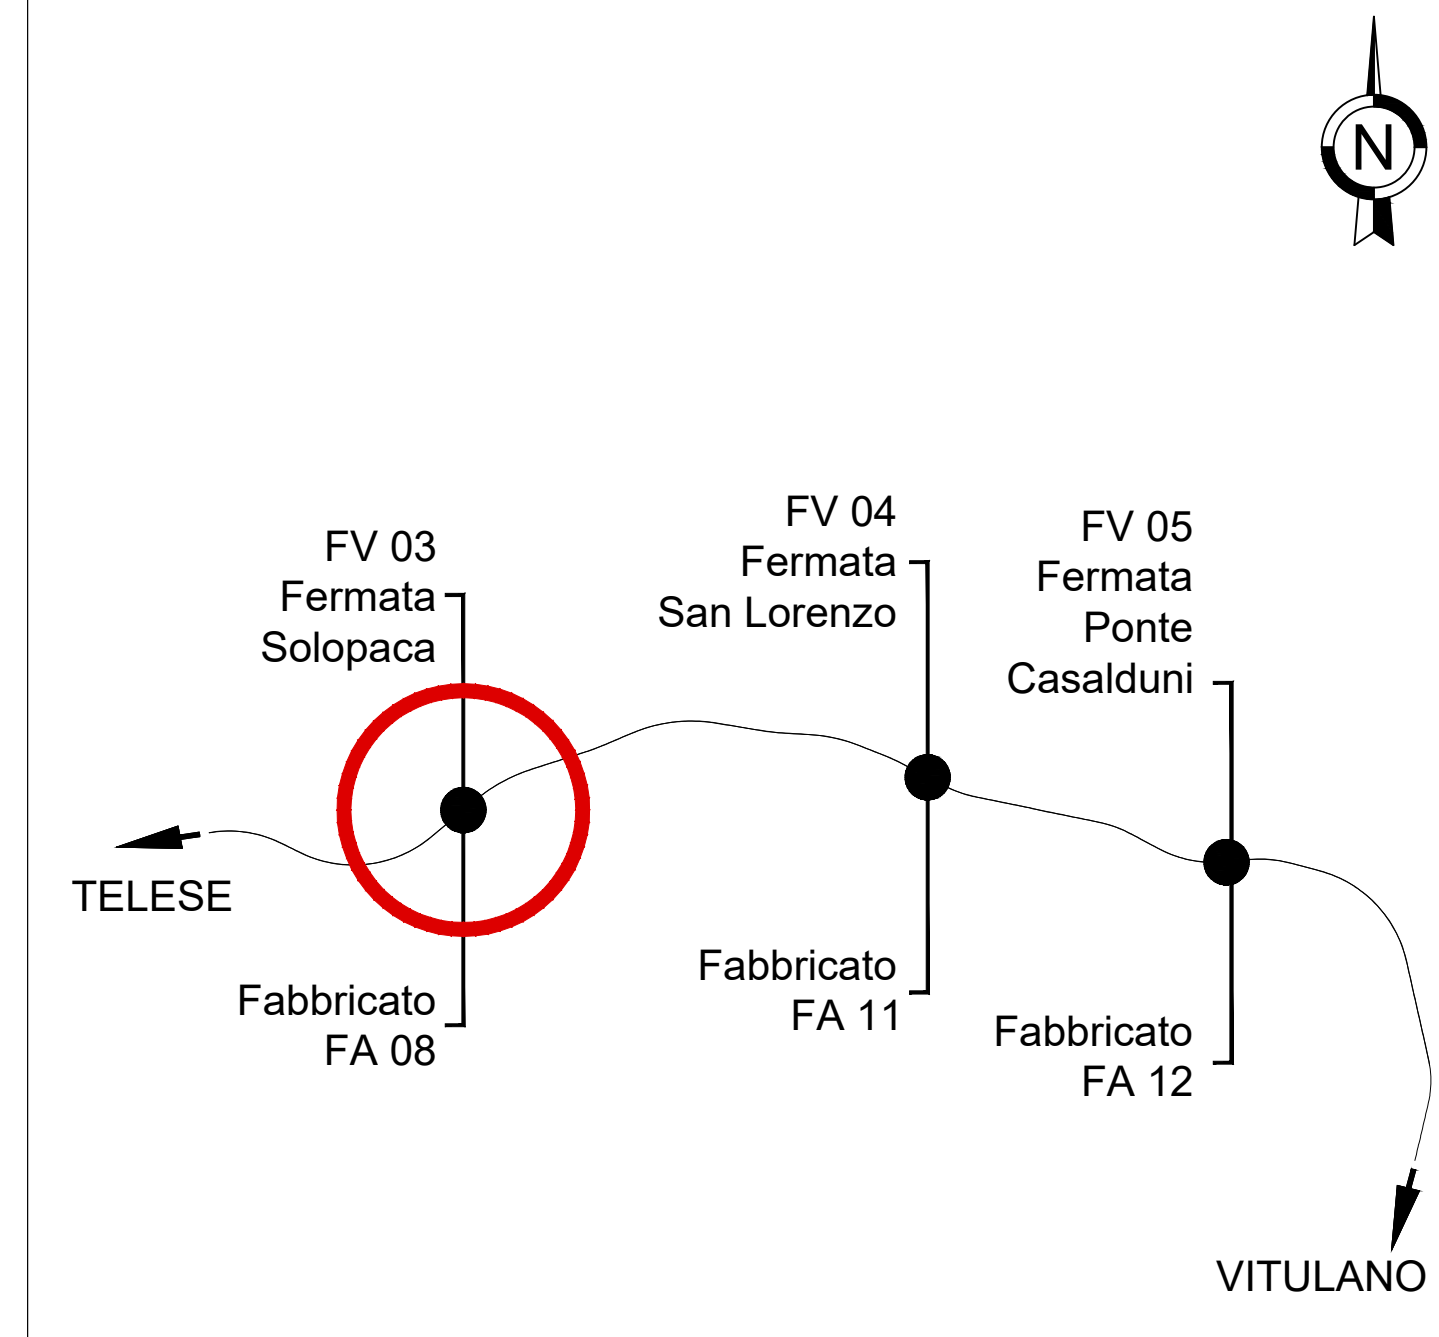 N
FV 03
Fermata
Solopaca
FV 04
Fermata
San Lorenzo
FV 05
Fermata
Ponte
Casalduni
TELESE
Fabbricato
FA 08
Fabbricato
FA 11
Fabbricato
FA 12
VITULANO